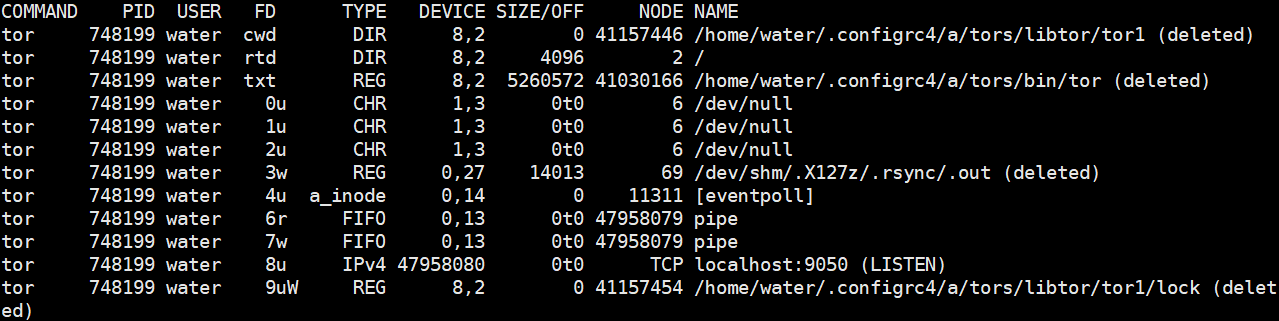 COMMAND    PID  USER   FD      TYPE   DEVICE SIZE/OFF     NODE NAME
tor     748199 water  cwd       DIR      8,2        0 41157446 /home/water/.configrc4/a/tors/libtor/tor1 (deleted)
tor     748199 water  rtd       DIR      8,2     4096        2 /
tor     748199 water  txt       REG      8,2  5260572 41030166 /home/water/.configrc4/a/tors/bin/tor (deleted)
tor     748199 water    0u      CHR      1,3      0t0        6 /dev/null
tor     748199 water    1u      CHR      1,3      0t0        6 /dev/null
tor     748199 water    2u      CHR      1,3      0t0        6 /dev/null
tor     748199 water    3w      REG     0,27    14013       69 /dev/shm/.X127z/.rsync/.out (deleted)
tor     748199 water    4u  a_inode     0,14        0    11311 [eventpoll]
tor     748199 water    6r     FIFO     0,13      0t0 47958079 pipe
tor     748199 water    7w     FIFO     0,13      0t0 47958079 pipe
tor     748199 water    8u     IPv4 47958080      0t0      TCP localhost:9050 (LISTEN)
tor     748199 water    9uW     REG      8,2        0 41157454 /home/water/.configrc4/a/tors/libtor/tor1/lock (delet
ed)